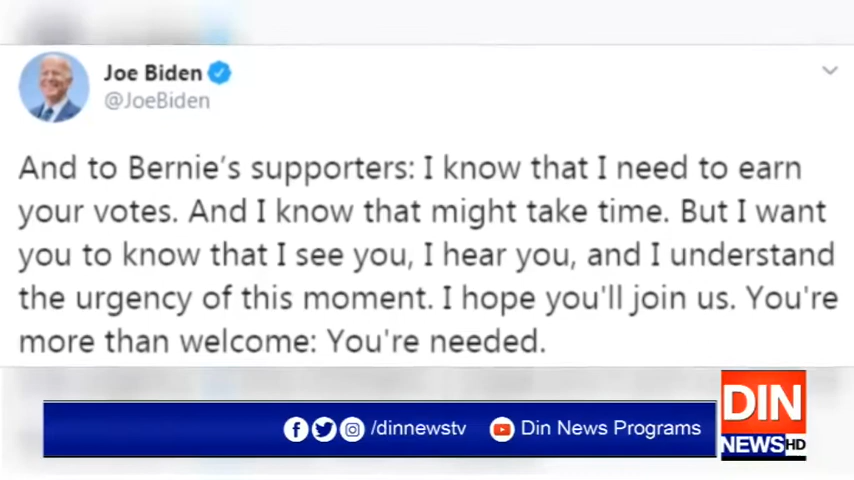 Joe Biden
@JoeBiden
And to Bernie's supporters: I know that I need to earn
your votes. And I know that might take time. But I want
you to know that I see you, I hear you, and I understand
the urgency of this moment. I hope you'll join us. You're
more than welcome: You're needed.
/dinnewstv Din News Programs
DIN
NEWS HD